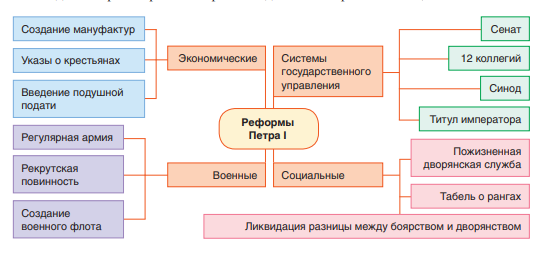 Создание мануфактур
Указы о крестьянах
Введение подушной
подати
Экономические
Системы
государственного
управления
Сенат
12 коллегий
Синод
Титул императора
Реформы
Петра I
Регулярная армия
Рекрутская
повинность
Создание
военного флота
Военные
Социальные
Пожизненная
дворянская служба
Табель о рангах
Ликвидация разницы между боярством и дворянством